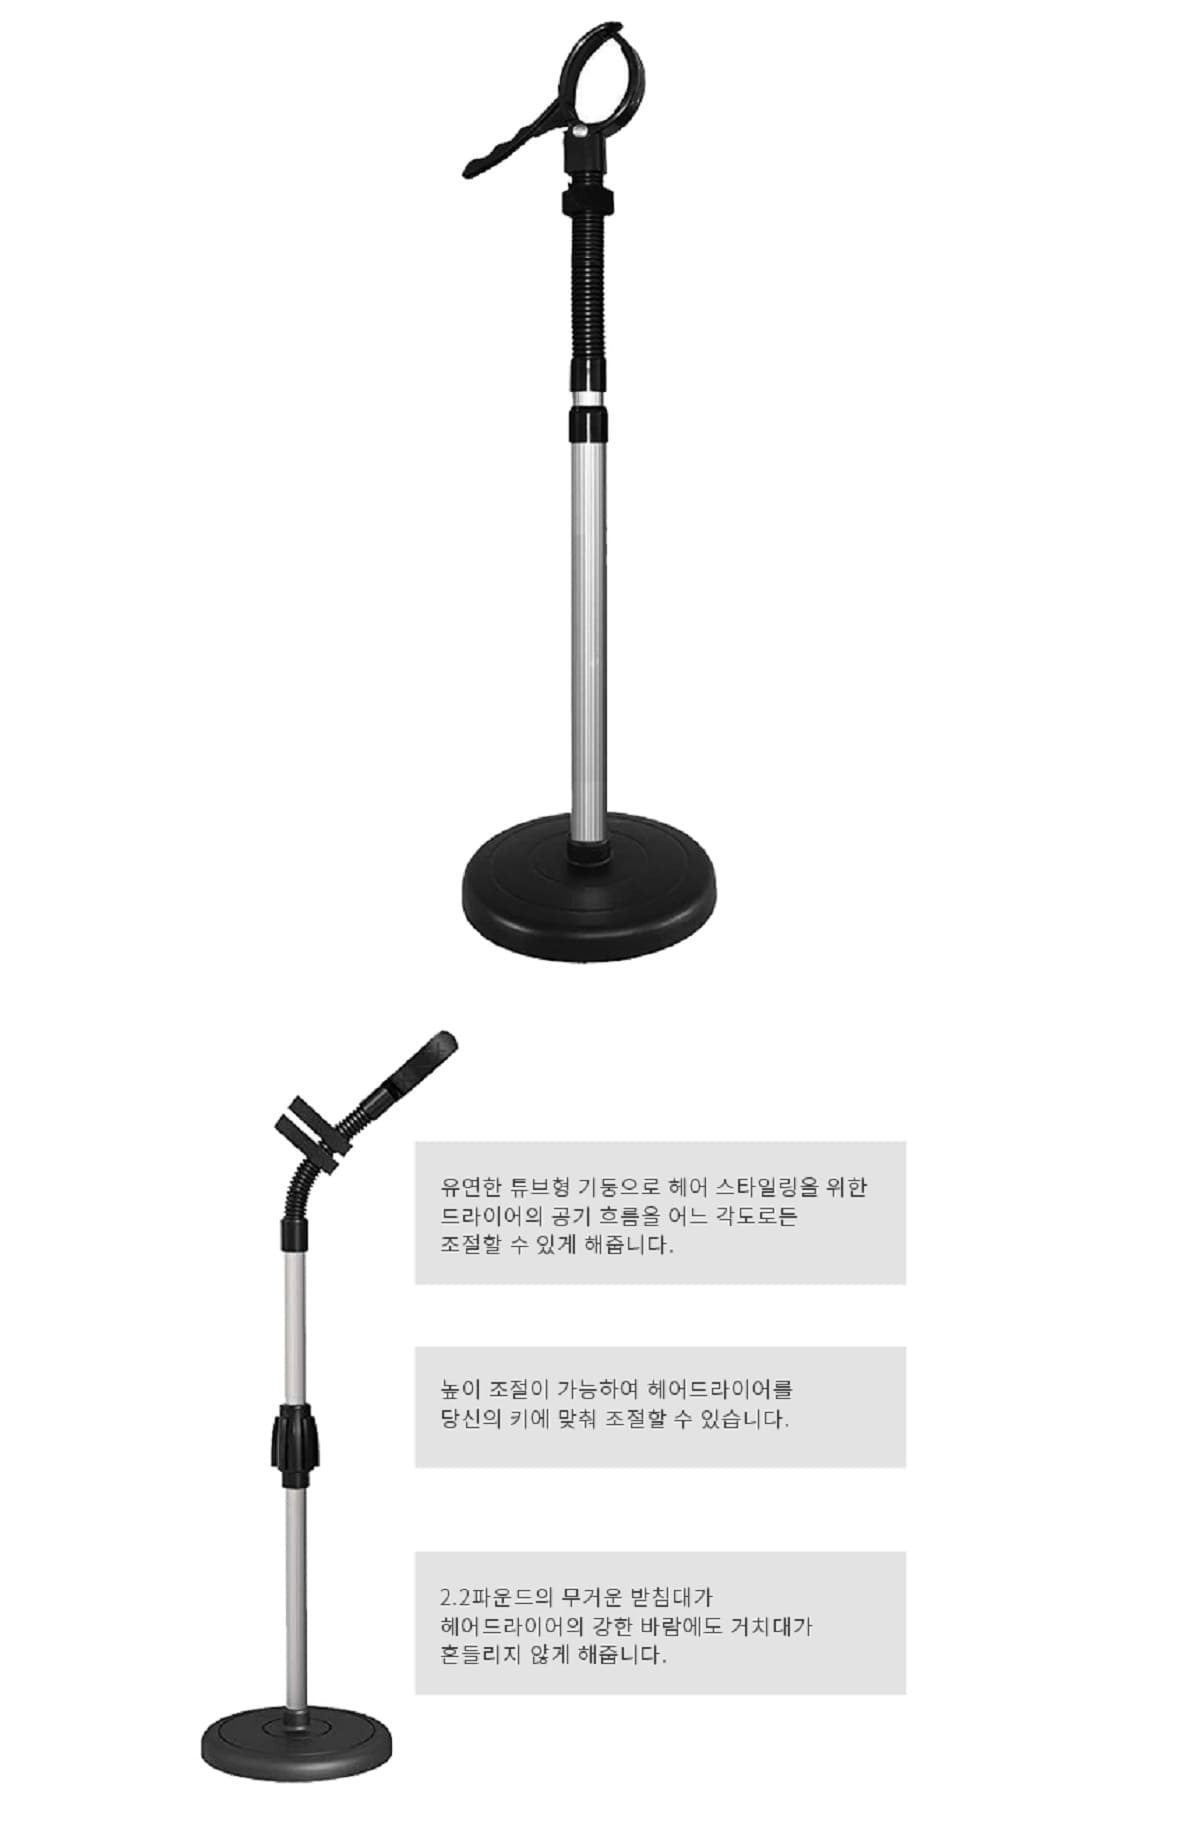 유연한 튜브형 기둥으로 헤어 스타일링을 위한
드라이어의 공기 흐름을 어느 각도로든
조절할 수 있게 해줍니다.
높이 조절이 가능하여 헤어드라이어를
당신의 키에 맞춰 조절할 수 있습니다.
2.2파운드의 무거운 받침대가
헤어드라이어의 강한 바람에도 거치대가
흔들리지 않게 해줍니다.